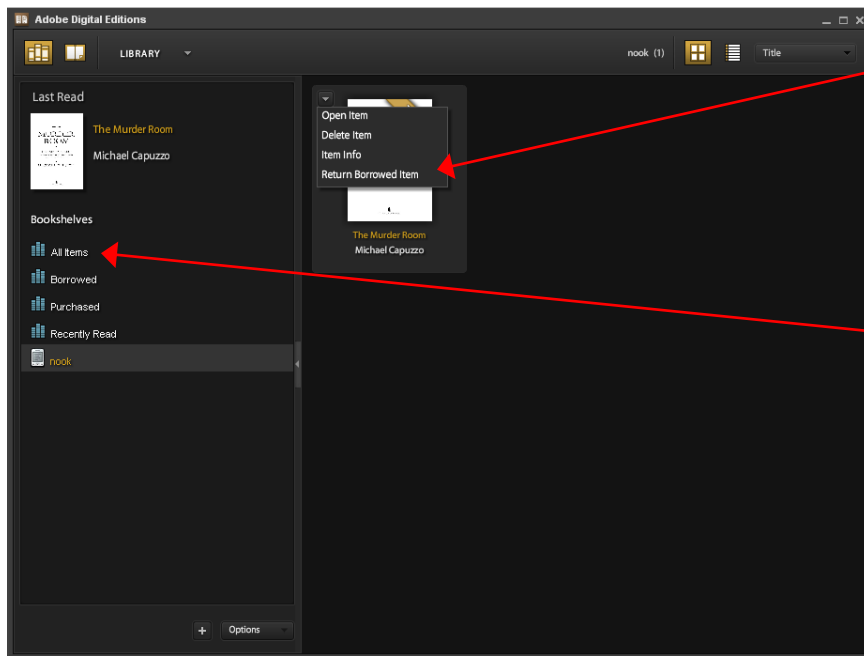 Adobe Digital Editions
LIBRARY
nook (1)
Title
Last Read
The Murder Room
Michael Capuzzo
Bookshelves
All Items
Borrowed
Purchased
Recently Read
nook
Options
Open Item
Delete Item
Item Info
Return Borrowed Item
The Murder Room
Michael Capuzzo